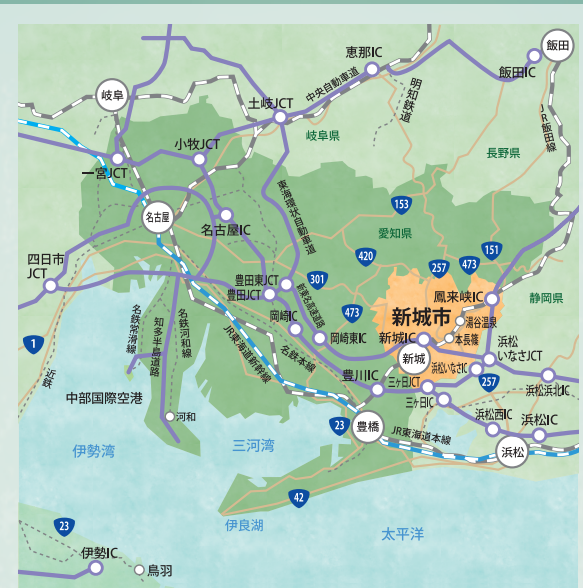 飯田
恵那IC
飯田IC
岐阜
中央自動車道
明知鉄道
JR飯田線
土岐JCT
岐阜県
小牧JCT
長野県
一宮JCT
東海環状自動車道
153
名古屋
名古屋IC
愛知県
420
151
四日市
JCT
257
473
豊田東JCT
301
豊田JCT
新東名高速道路
鳳来峡IC
静岡県
473
新城市
湯谷温泉
岡崎IC
1
名鉄常滑線
知多半島道路
名鉄河和線
JR東海道新幹線
名鉄本線
岡崎東IC
新城IC
本長篠
浜松
いなさJCT
新城
近鉄
豊川IC
浜松いなさIC
三ヶ日JCT
257
浜松浜北IC
中部国際空港
三ヶ日IC
河和
23
豊橋
浜松西IC
浜松IC
JR東海道本線
伊勢湾
三河湾
浜松
42
23
伊良湖
太平洋
伊勢IC
鳥羽